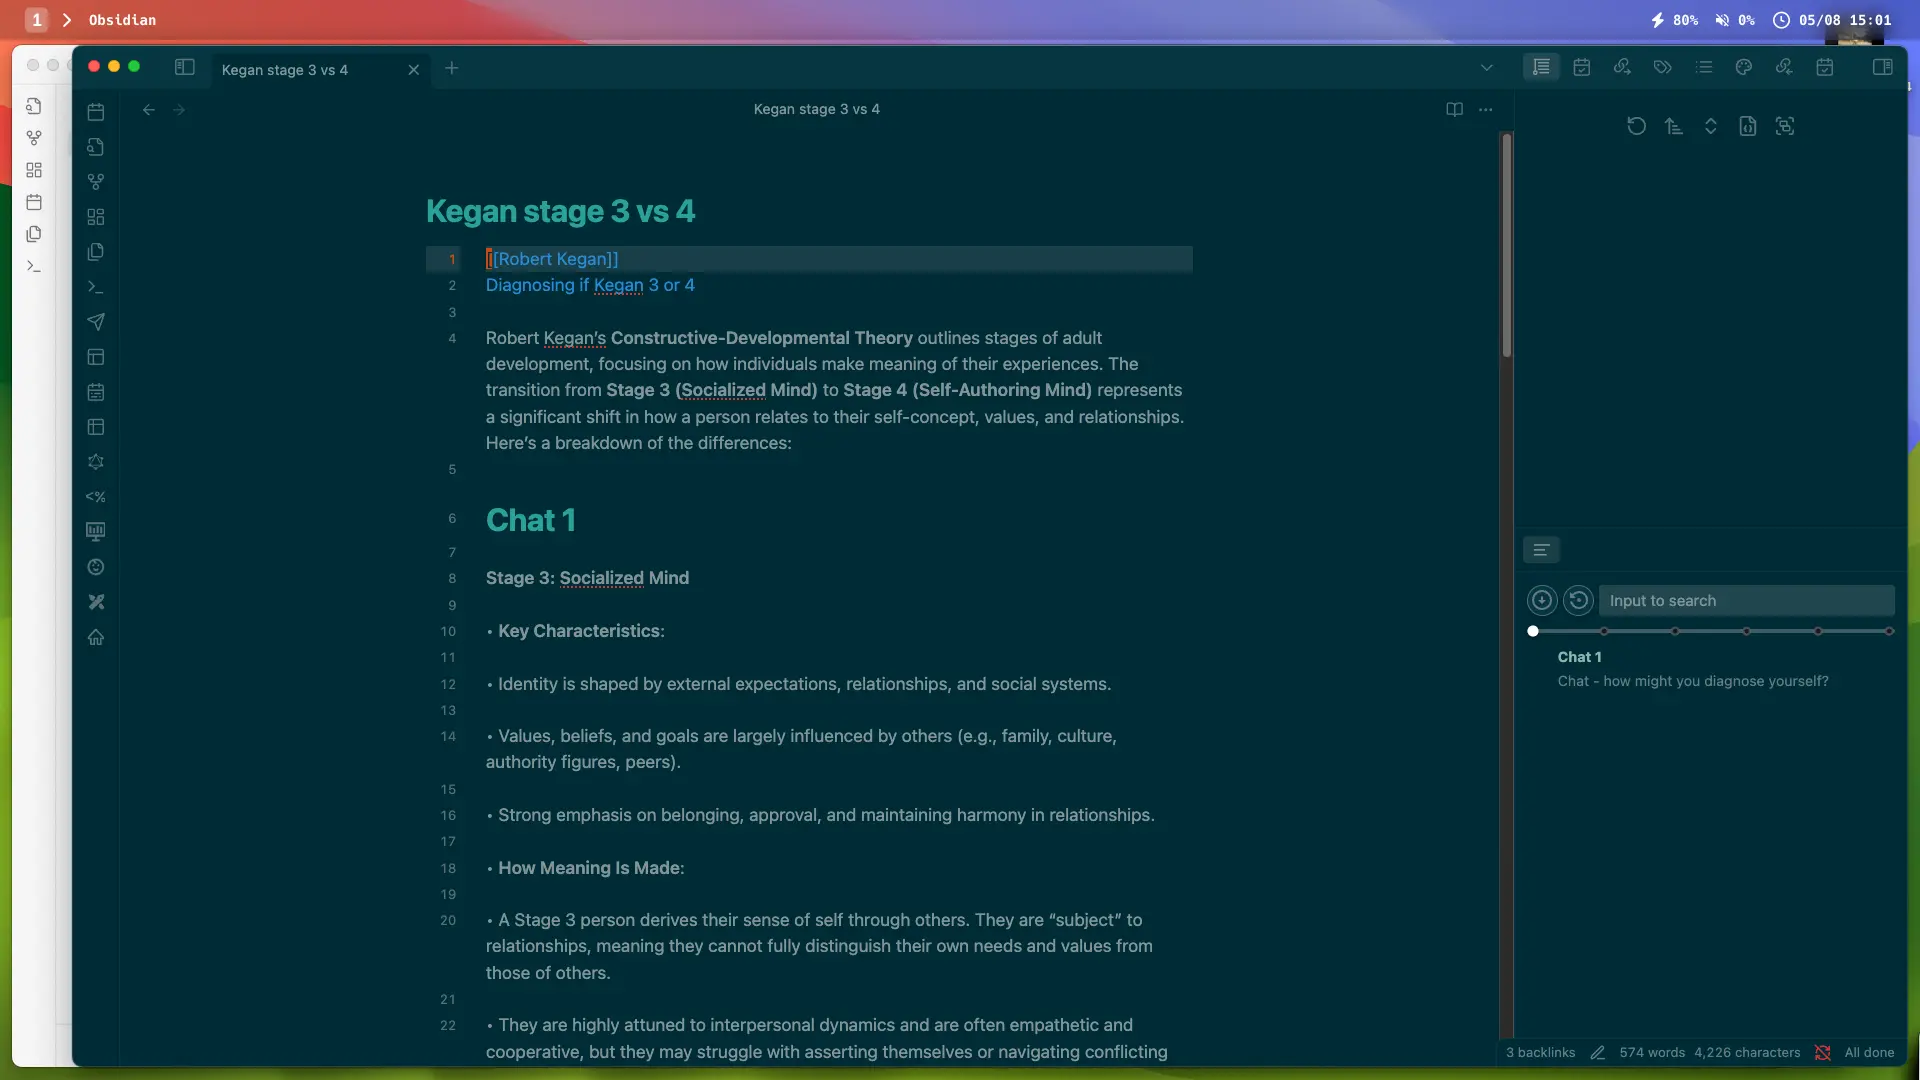 1 Obsidian 80% 0% 05/08 15:01
Kegan stage 3 vs 4
Kegan stage 3 vs 4
Kegan stage 3 vs 4
1 [[Robert Kegan]]
2 Diagnosing if Kegan 3 or 4
3
4 Robert Kegan’s Constructive-Developmental Theory outlines stages of adult
development, focusing on how individuals make meaning of their experiences. The
transition from Stage 3 (Socialized Mind) to Stage 4 (Self-Authoring Mind) represents
a significant shift in how a person relates to their self-concept, values, and relationships.
Here’s a breakdown of the differences:
5
6 Chat 1
7
8 Stage 3: Socialized Mind
9
10 • Key Characteristics:
11
12 • Identity is shaped by external expectations, relationships, and social systems.
13
14 • Values, beliefs, and goals are largely influenced by others (e.g., family, culture,
authority figures, peers).
15
16 • Strong emphasis on belonging, approval, and maintaining harmony in relationships.
17
18 • How Meaning Is Made:
19
20 • A Stage 3 person derives their sense of self through others. They are “subject” to
relationships, meaning they cannot fully distinguish their own needs and values from
those of others.
21
22 • They are highly attuned to interpersonal dynamics and are often empathetic and
cooperative, but they may struggle with asserting themselves or navigating conflicting
Input to search
Chat 1
Chat - how might you diagnose yourself?
3 backlinks 574 words 4,226 characters All done